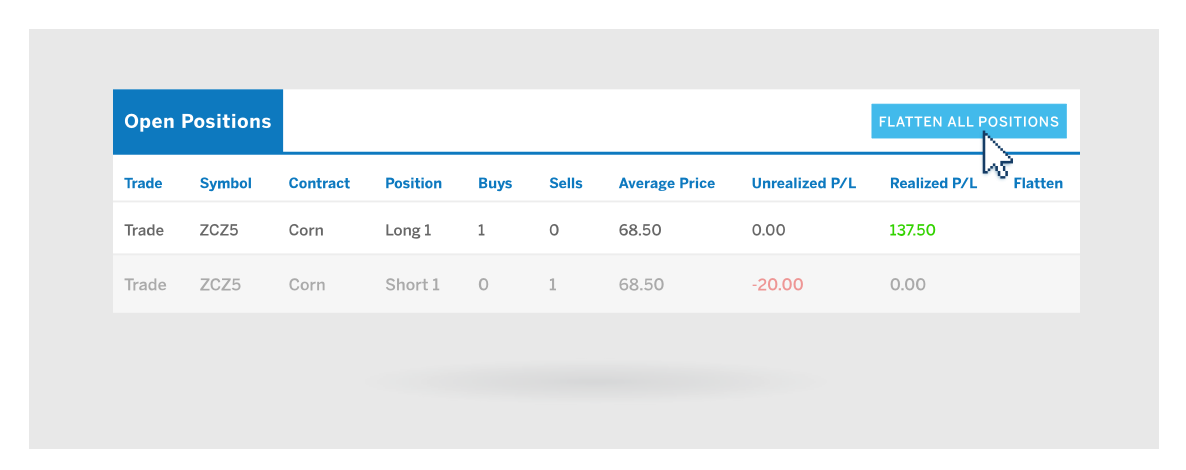 Open Positions
FLATTEN ALL POSITIONS
Trade Symbol Contract Position Buys Sells Average Price Unrealized P/L Realized P/L Flatten
Trade ZCZ5 Corn Long 1 1 0 68.50 0.00 137.50
Trade ZCZ5 Corn Short 1 0 1 68.50 -20.00 0.00